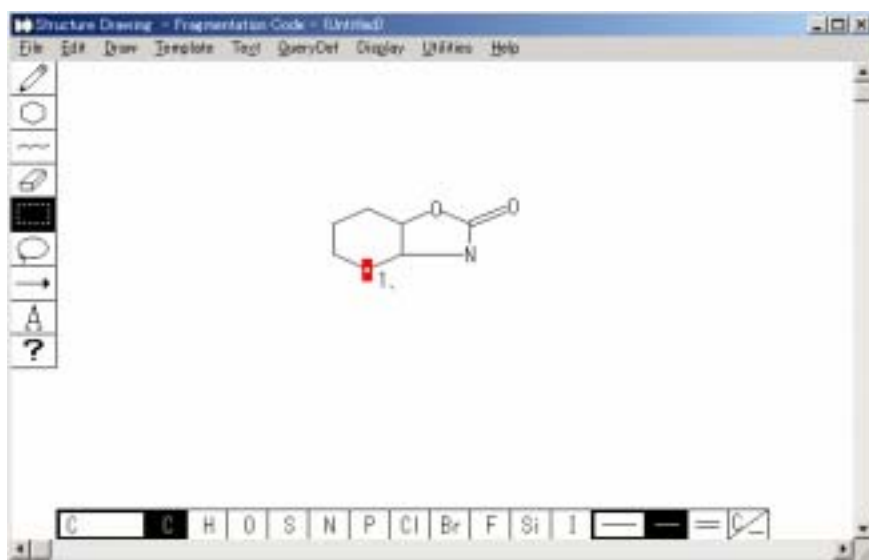 Structure Drawing - Fragmentation Code - (Untitled)
File Edit Draw Template Text QueryDef Display Utilities Help
A
?
O O
N
1.
C C H O S N P Cl Br F Si I C